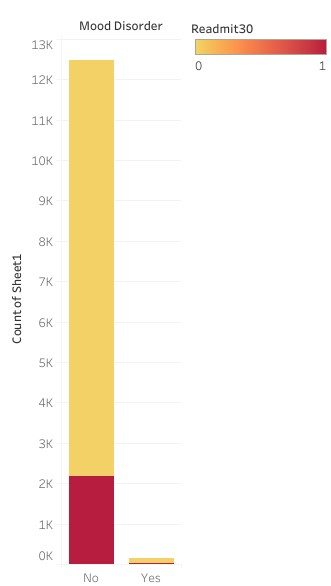 Mood Disorder
Readmit30
0 1
13K
12K
11K
10K
9K
8K
7K
6K
5K
4K
3K
2K
1K
0K
Count of Sheet1
No Yes